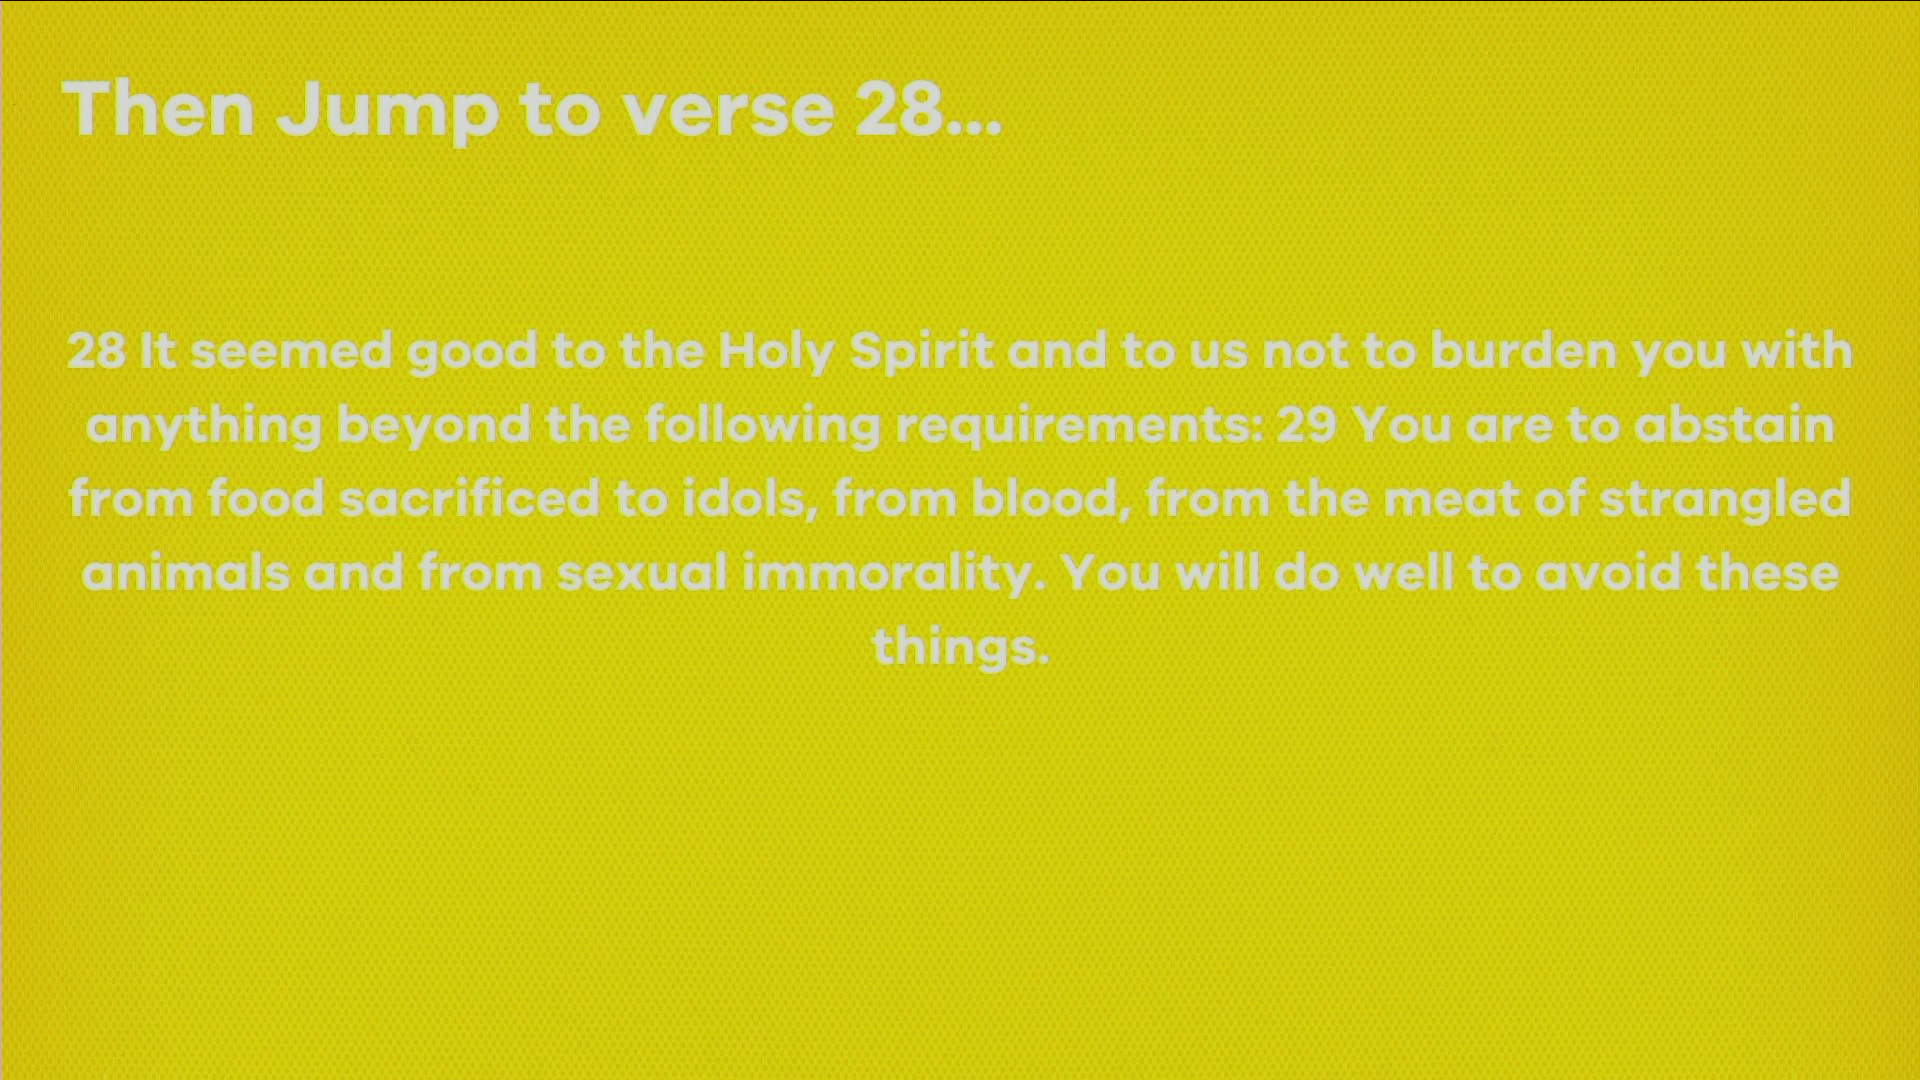 Then Jump to verse 28...
28 It seemed good to the Holy Spirit and to us not to burden you with
anything beyond the following requirements: 29 You are to abstain
from food sacrificed to idols, from blood, from the meat of strangled
animals and from sexual immorality. You will do well to avoid these
things.